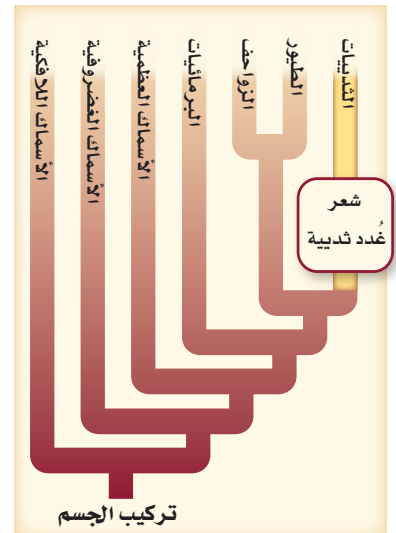 الثدييات
الطيور
الزواحف
البرمائيات
الأسماك العظمية
الأسماك الغضروفية
الأسماك اللافكية
شعر
غُدد ثديية
تركيب الجسم